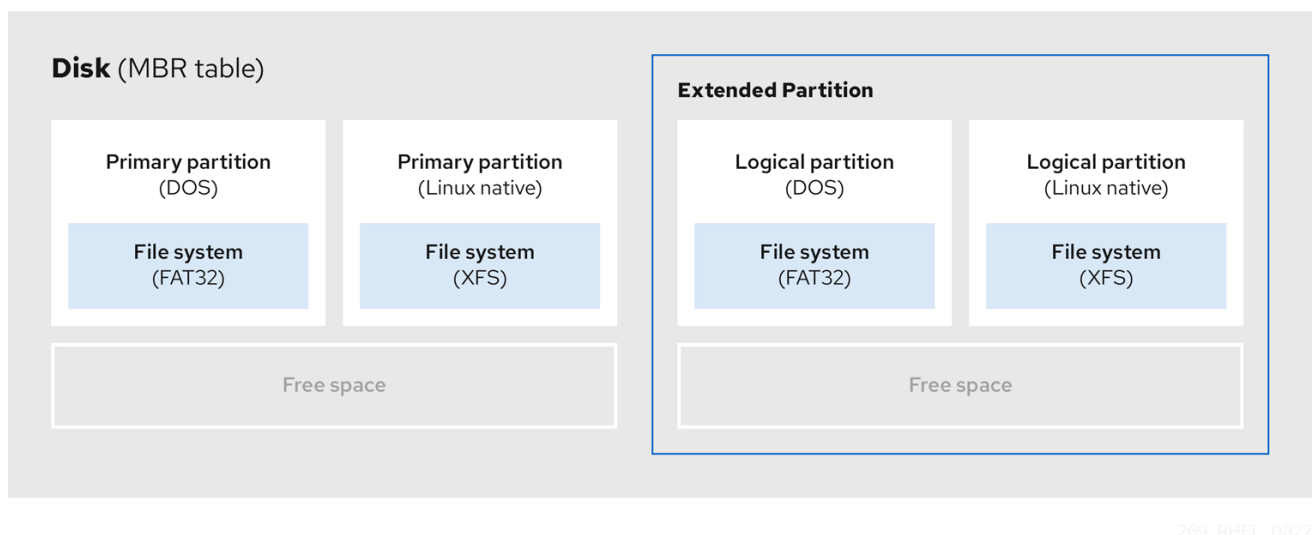 Disk (MBR table)
Primary partition
(DOS)
File system
(FAT32)
Primary partition
(Linux native)
File system
(XFS)
Free space
Extended Partition
Logical partition
(DOS)
File system
(FAT32)
Logical partition
(Linux native)
File system
(XFS)
Free space
269_RHEL_0822